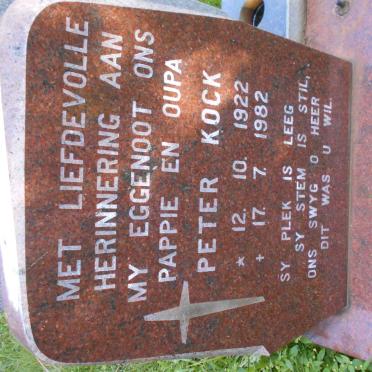 MET LIEFDEVOLLE
HERINNERING AAN
MY EGGENOOT ONS
PAPPIE EN OUPA
PETER KOCK
* 12. 10. 1922
+ 17. 7. 1982
SY PLEK IS LEEG
SY STEM IS STIL,
ONS SWYG O HEER
DIT WAS U WIL.